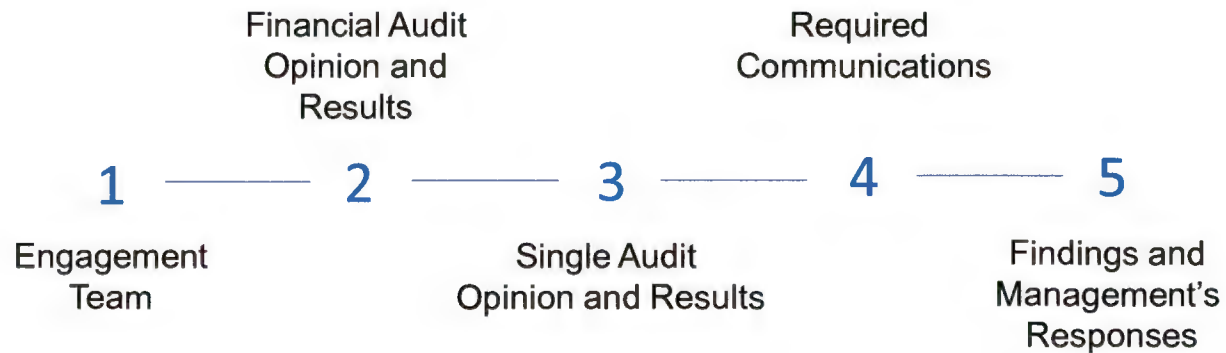 Financial Audit
Opinion and
Results
Required
Communications
1
2
3
4
5
Engagement
Team
Single Audit
Opinion and Results
Findings and
Management's
Responses